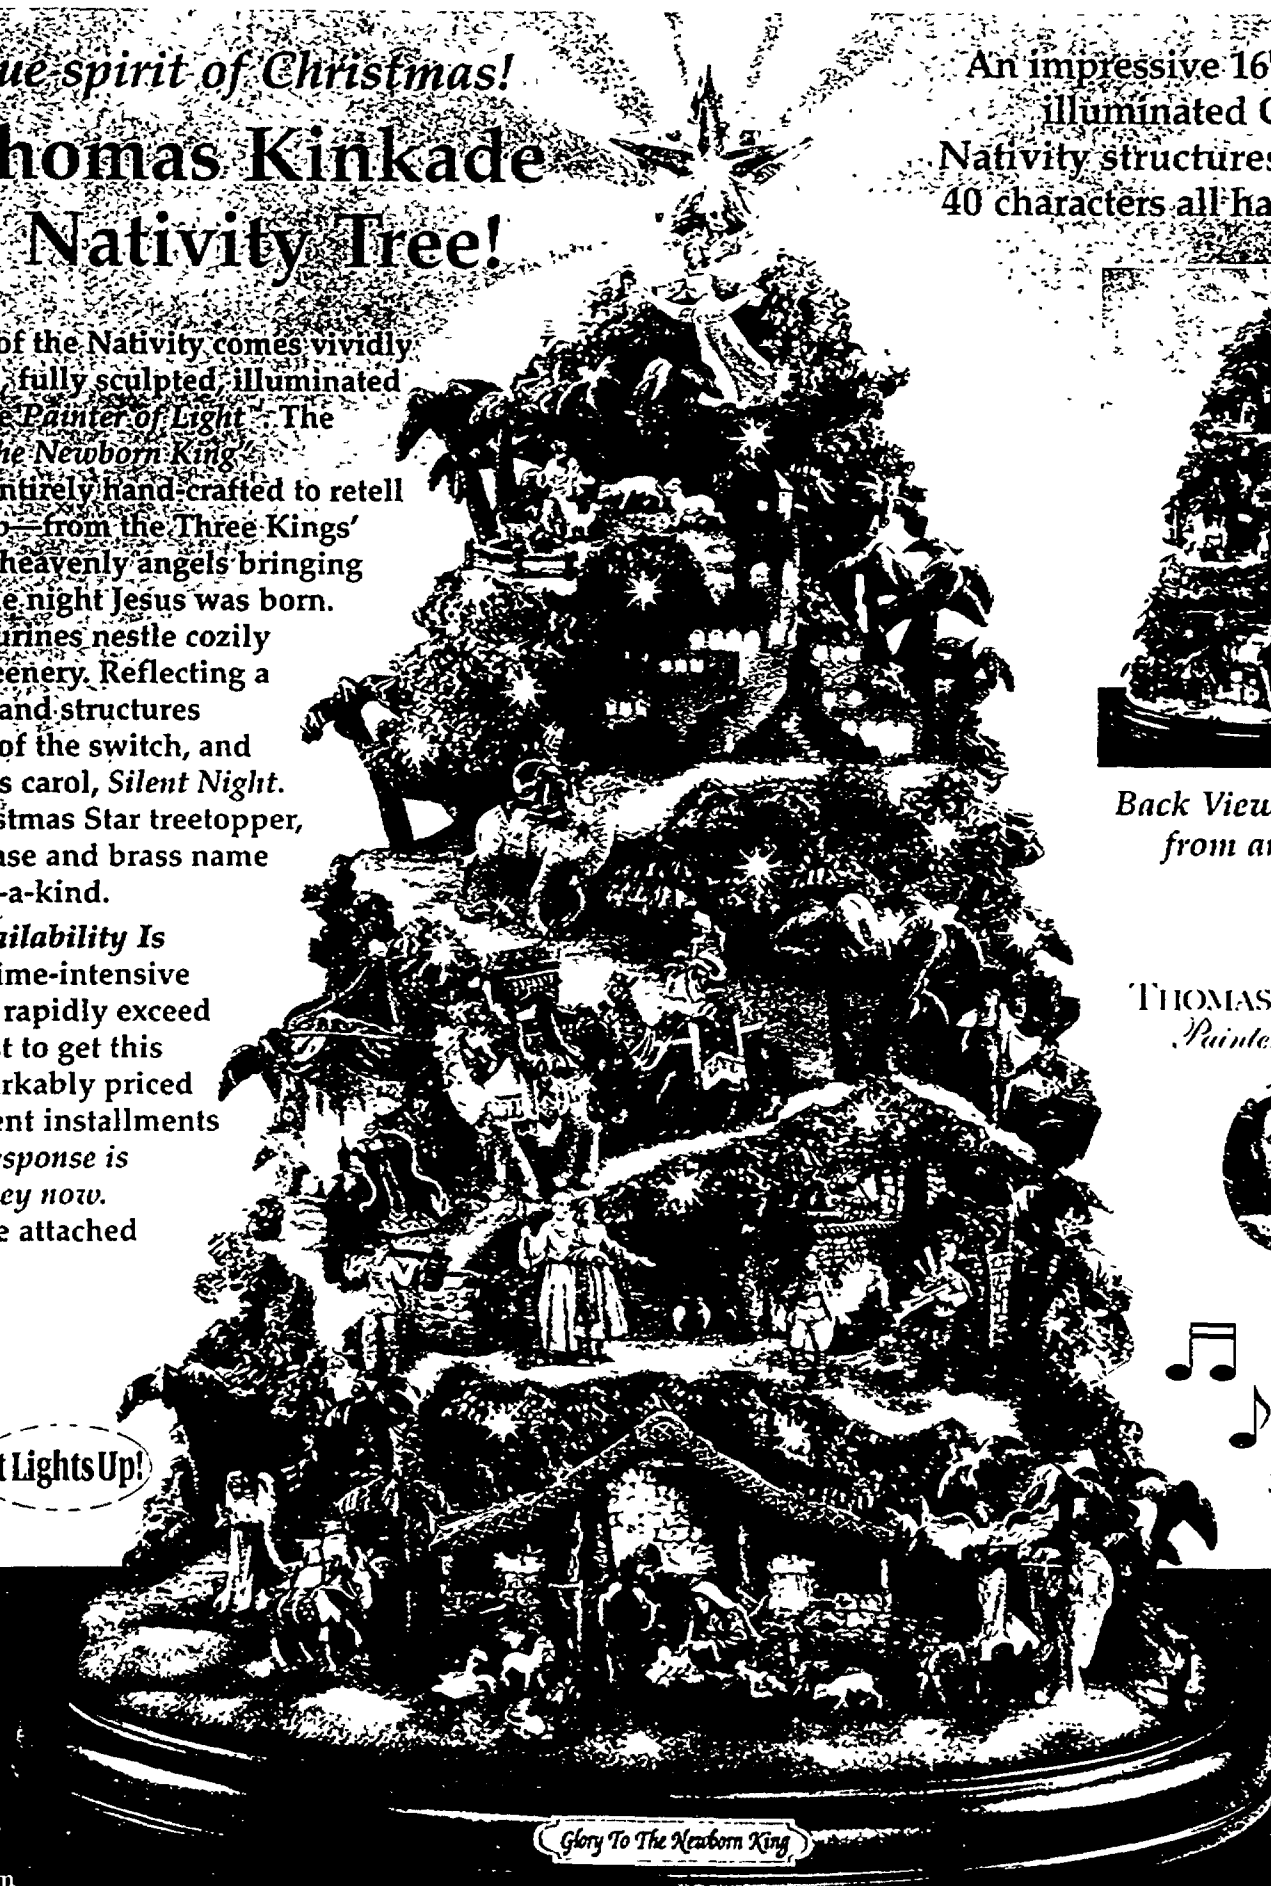 ue spirit of Christmas!
homas Kinkade
Nativity Tree!
of the Nativity comes vividly
, fully sculpted, illuminated
e Painter of Light™. The
he Newborn King"
ntirely hand-crafted to retell
p—from the Three Kings'
heavenly angels bringing
e night Jesus was born.
urines nestle cozily
eenery. Reflecting a
and structures
of the switch, and
s carol, Silent Night.
stmas Star treetopper,
ase and brass name
-a-kind.
ailability Is
ime-intensive
rapidly exceed
t to get this
rkably priced
ent installments
esponse is
ey now.
e attached
t Lights Up!
An impressive 16"
illuminated
Nativity structures
40 characters all ha
Back View
from an
THOMAS
Painte
Glory To The Newborn King